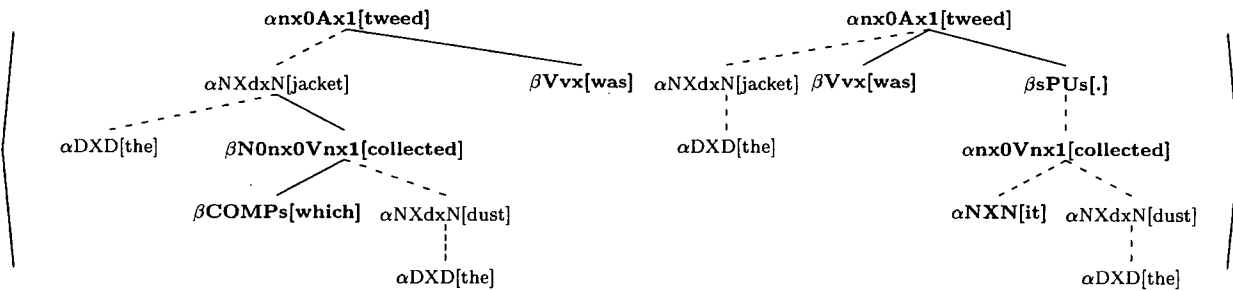 αnx0Ax1[tweed] αnx0Ax1[tweed]
αNXdxN[jacket] βVvx[was] αNXdxN[jacket] βVvx[was] βsPUs[.]
αDXD[the] βN0nx0Vnx1[collected] αDXD[the] αnx0Vnx1[collected]
βCOMPs[which] αNXdxN[dust] αNXN[it] αNXdxN[dust]
αDXD[the] αDXD[the]